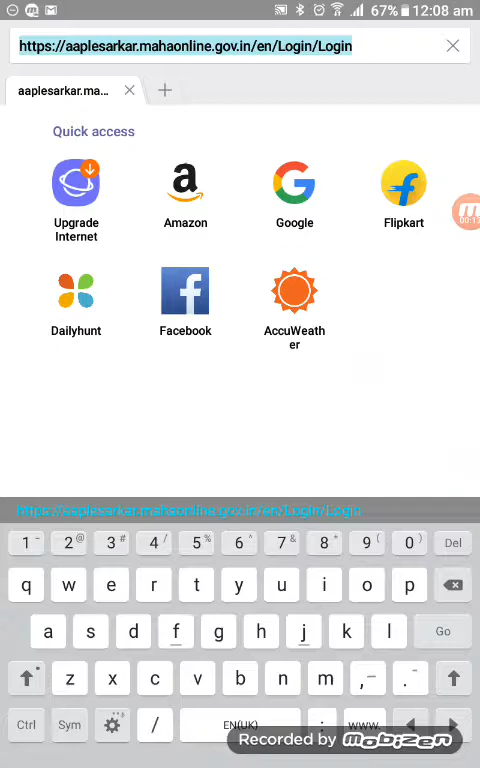 67% 12:08 am
https://aaplesarkar.mahaonline.gov.in/en/Login/Login
aaplesarkar.ma...
Quick access
Upgrade Internet
Amazon
Google
Flipkart
Dailyhunt
Facebook
AccuWeath
er
https://aaplesarkar.mahaonline.gov.in/en/Login/Login
1 - 2 @ 3 # 4 / 5 % 6 ^ 7 & 8 * 9 ( 0 ) Del
q w e r t y u i o p
a s d f g h j k l Go
z x c v b n m , .
Ctrl Sym / EN(UK) : www.
Recorded by mobizen